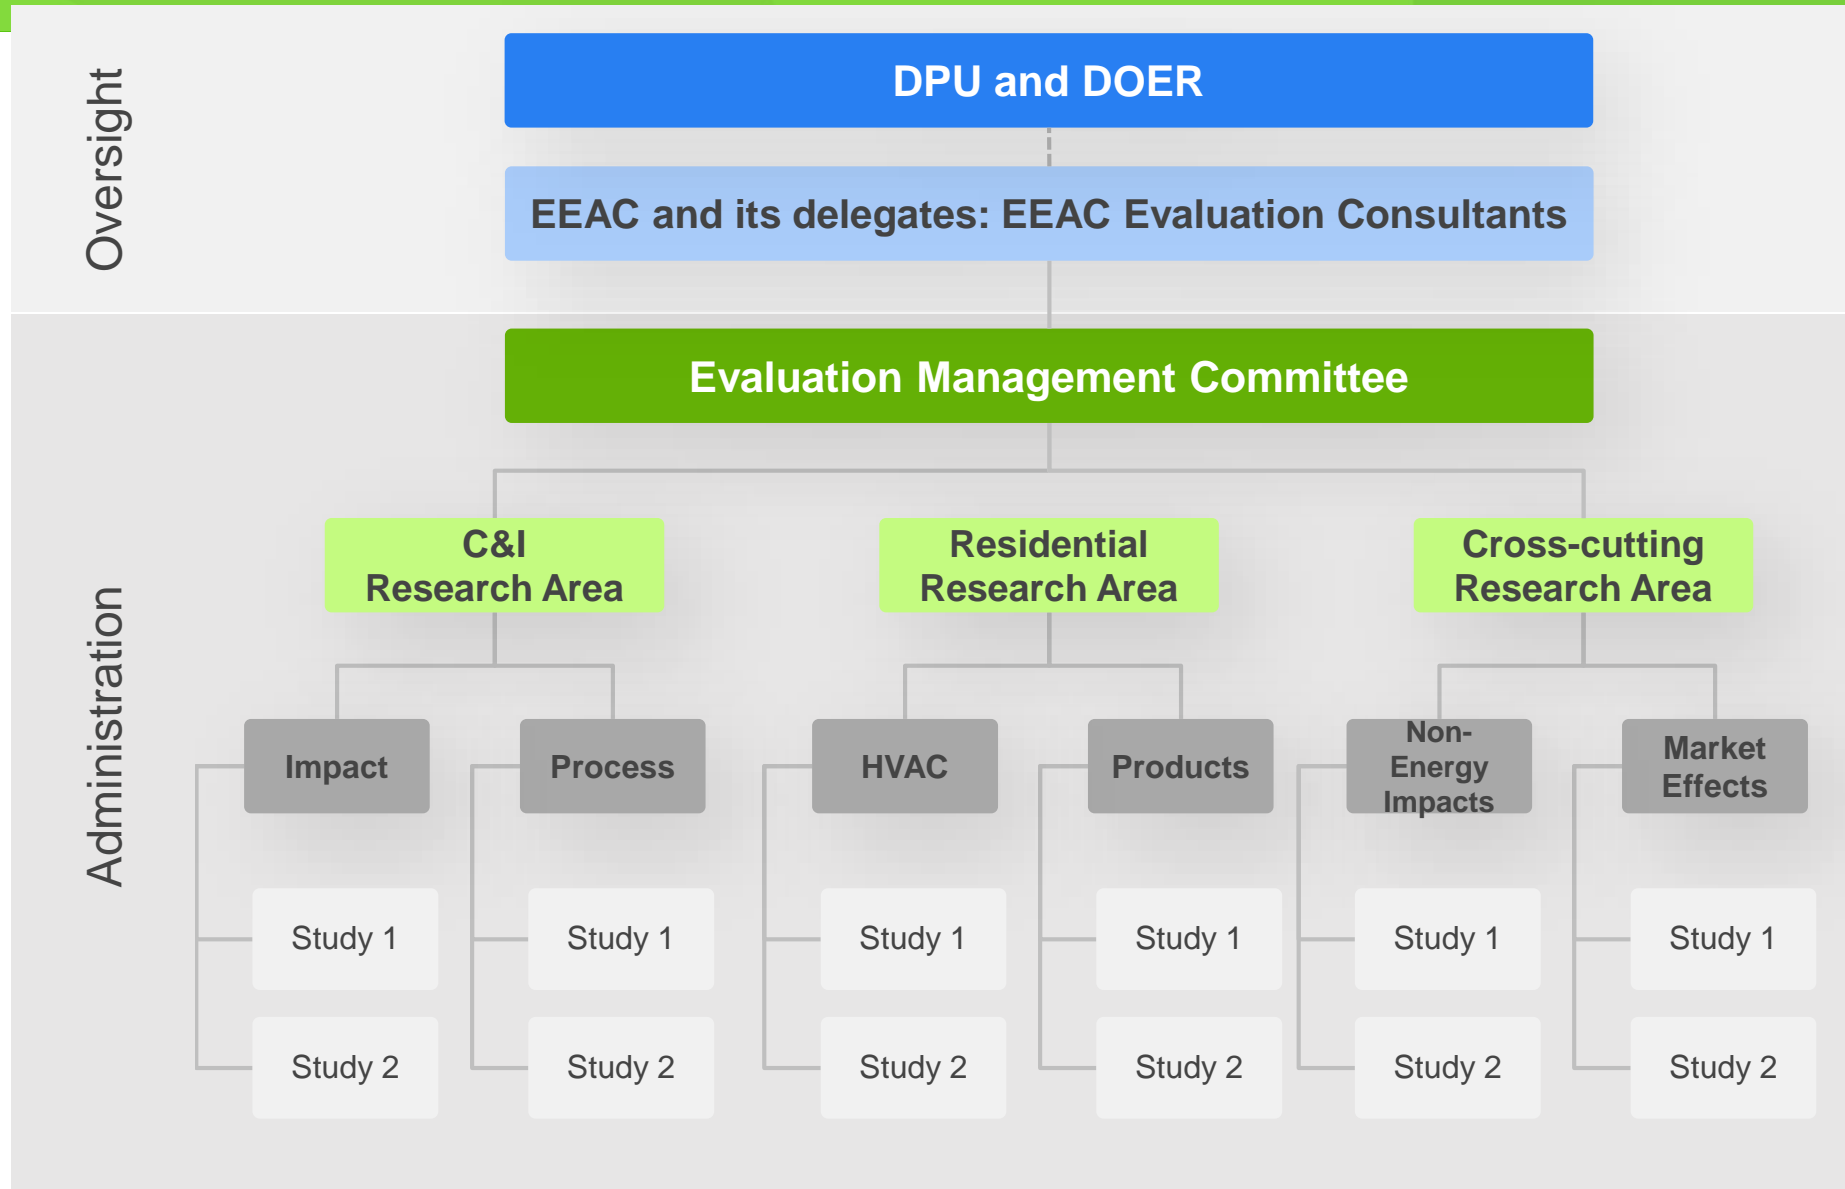 Oversight
DPU and DOER
EEAC and its delegates: EEAC Evaluation Consultants
Administration
Evaluation Management Committee
C&I
Research Area
Residential
Research Area
Cross-cutting
Research Area
Impact
Process
HVAC
Products
Non-
Energy
Impacts
Market
Effects
Study 1
Study 1
Study 1
Study 1
Study 1
Study 1
Study 2
Study 2
Study 2
Study 2
Study 2
Study 2